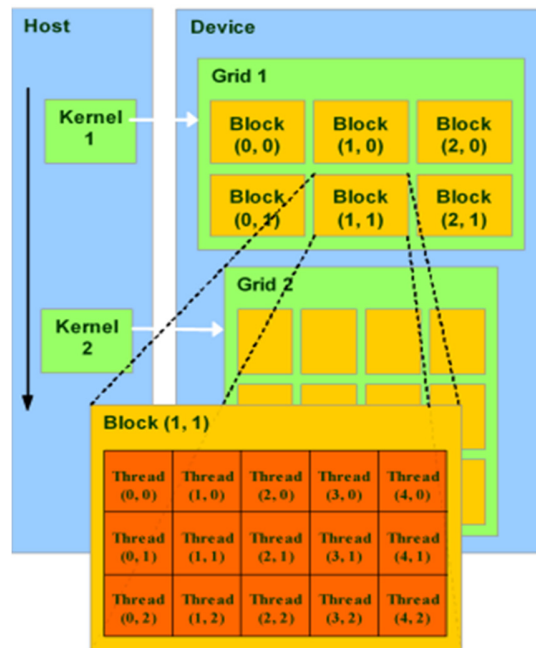 Host
Device
Grid 1
Kernel
1
Block
(0, 0)
Block
(1, 0)
Block
(2, 0)
Block
(0, 1)
Block
(1, 1)
Block
(2, 1)
Grid 2
Kernel
2
Block (1, 1)
Thread
(0, 0)
Thread
(1, 0)
Thread
(2, 0)
Thread
(3, 0)
Thread
(4, 0)
Thread
(0, 1)
Thread
(1, 1)
Thread
(2, 1)
Thread
(3, 1)
Thread
(4, 1)
Thread
(0, 2)
Thread
(1, 2)
Thread
(2, 2)
Thread
(3, 2)
Thread
(4, 2)